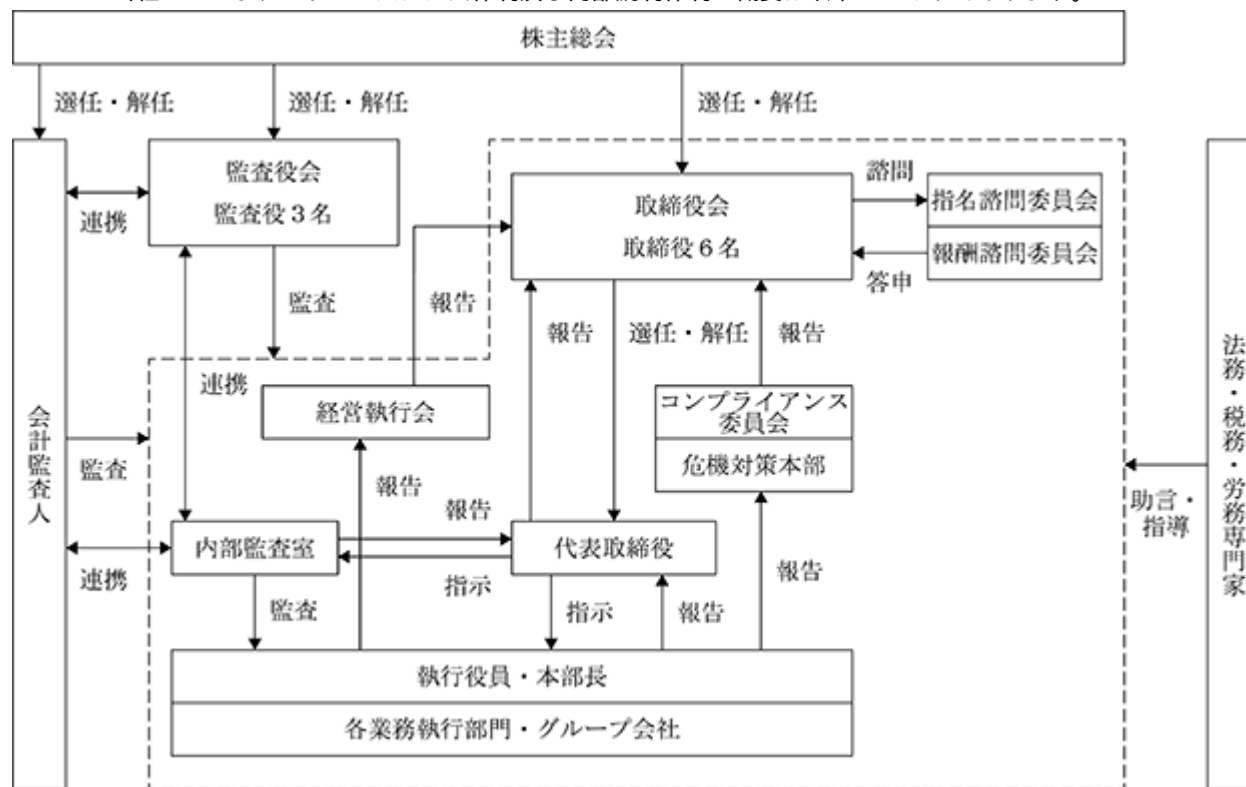 株主総会
選任・解任
選任・解任
選任・解任
監査役会
監査役3名
連携
取締役会
取締役6名
諮問
指名諮問委員会
報酬諮問委員会
答申
監査
報告
報告
選任・解任
報告
連携
経営執行会
コンプライアンス
委員会
危機対策本部
会計監査人
監査
報告
法務・税務・労務専門家
助言・
指導
内部監査室
報告
代表取締役
連携
指示
報告
監査
指示
報告
執行役員・本部長
各業務執行部門・グループ会社